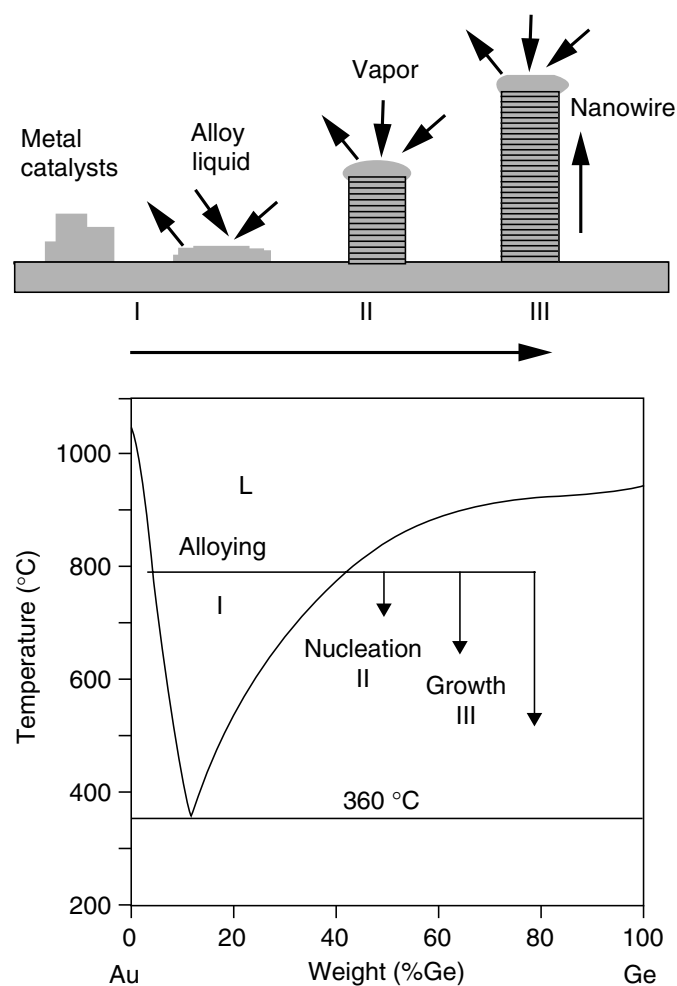 Vapor
Nanowire
Metal
catalysts
Alloy
liquid
I
II
III
1000
800
600
400
200
Temperature (°C)
L
Alloying
I
Nucleation
II
Growth
III
360 °C
0
20
40
60
80
100
Au
Weight (%Ge)
Ge